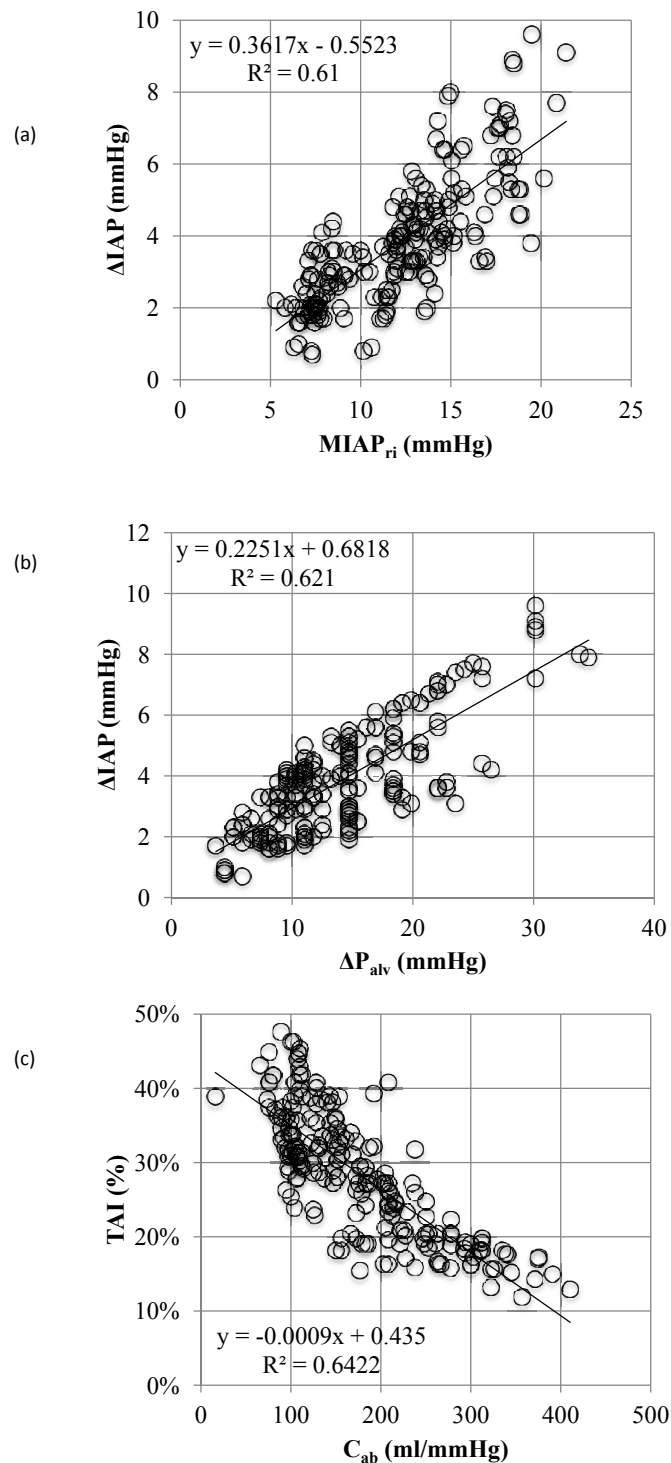 (a)
y = 0.3617x - 0.5523
R² = 0.61
ΔIAP (mmHg)
10
8
6
4
2
0
0 5 10 15 20 25
MIAPri (mmHg)
(b)
y = 0.2251x + 0.6818
R² = 0.621
ΔIAP (mmHg)
12
10
8
6
4
2
0
0 10 20 30 40
ΔPalv (mmHg)
(c)
TAI (%)
50%
40%
30%
20%
10%
0%
y = -0.0009x + 0.435
R² = 0.6422
0 100 200 300 400 500
Cab (ml/mmHg)